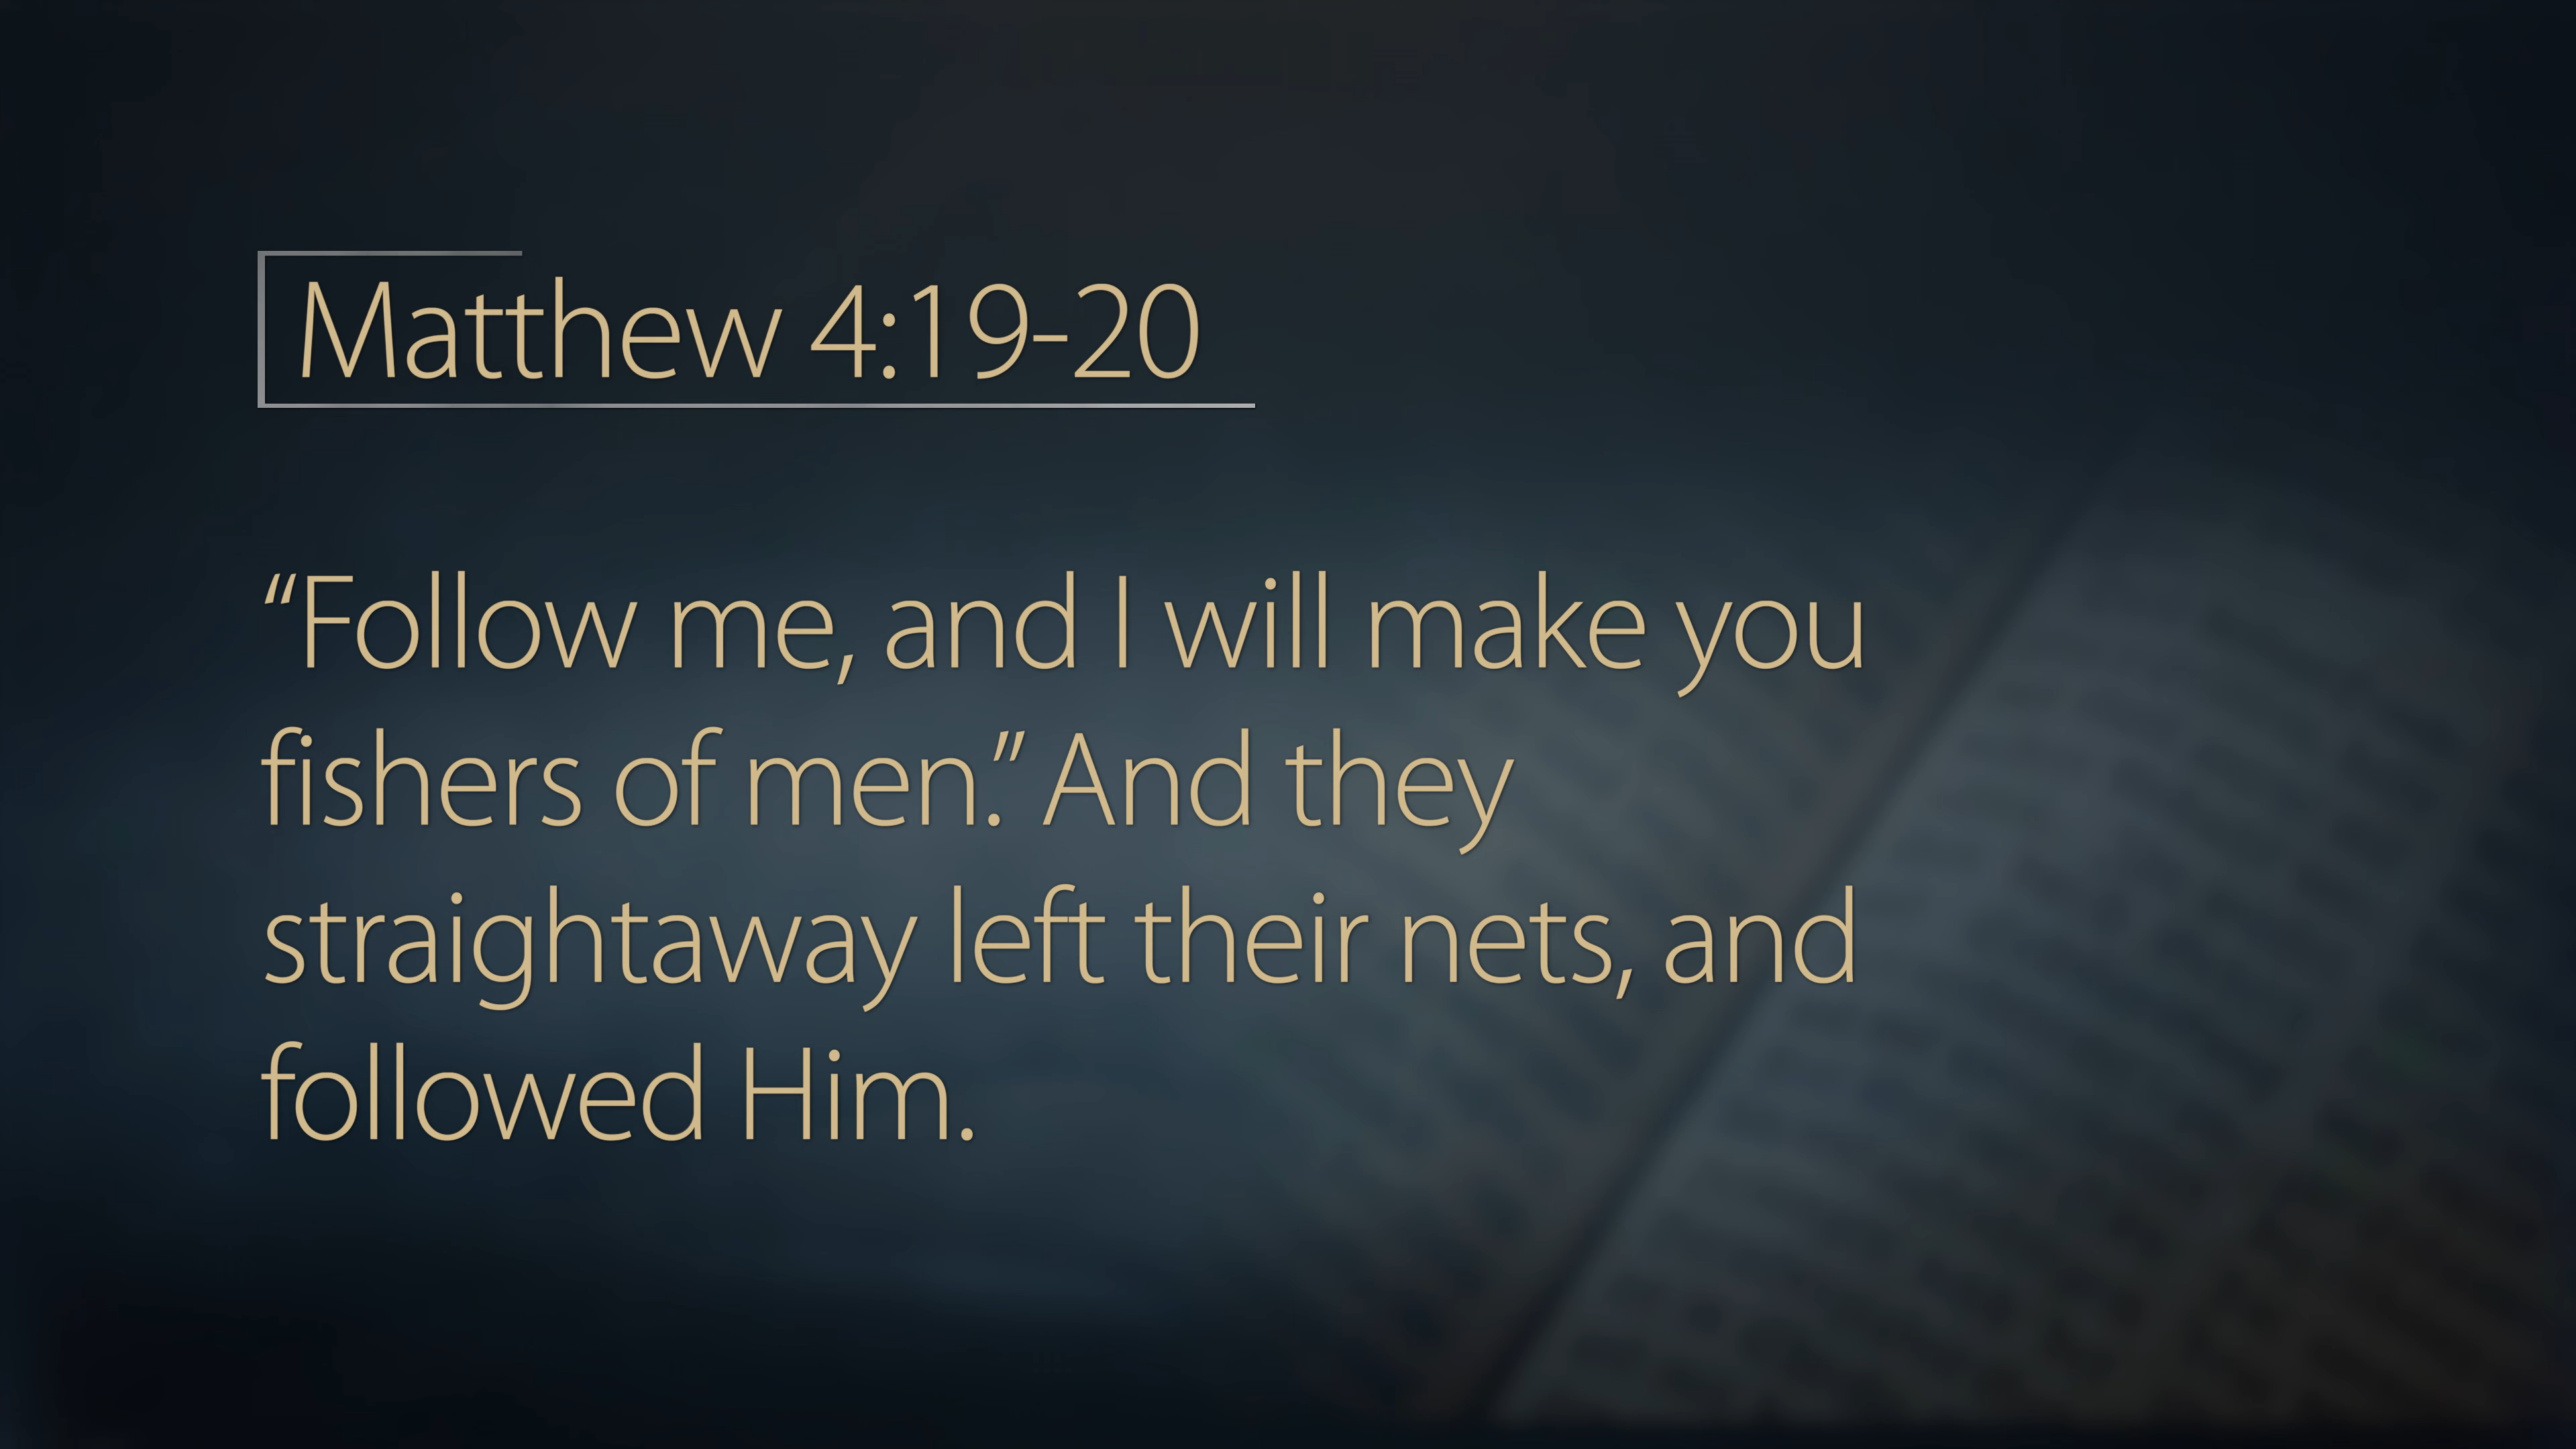 Matthew 4:19-20
“Follow me, and I will make you
fishers of men.” And they
straightaway left their nets, and
followed Him.